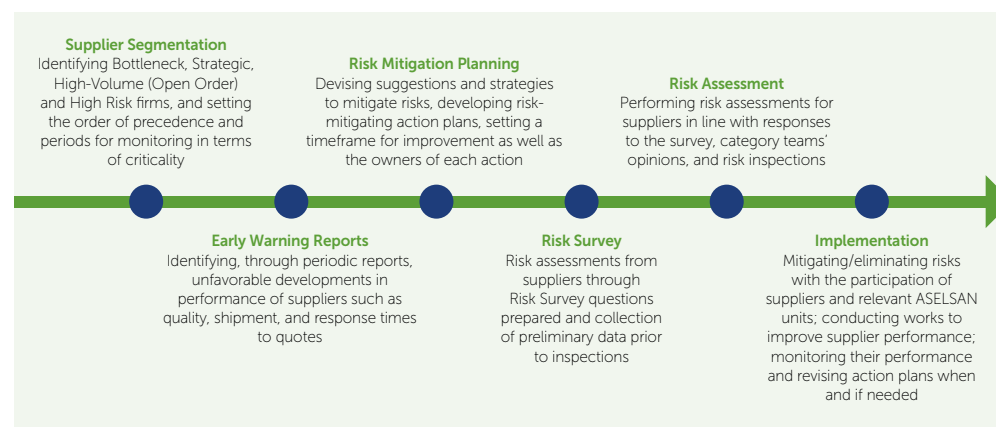 Supplier Segmentation
Identifying Bottleneck, Strategic,
High-Volume (Open Order)
and High Risk firms, and setting
the order of precedence and
periods for monitoring in terms
of criticality
Early Warning Reports
Identifying, through periodic reports,
unfavorable developments in
performance of suppliers such as
quality, shipment, and response times
to quotes
Risk Mitigation Planning
Devising suggestions and strategies
to mitigate risks, developing risk-
mitigating action plans, setting a
timeframe for improvement as well as
the owners of each action
Risk Survey
Risk assessments from
suppliers through
Risk Survey questions
prepared and collection
of preliminary data prior
to inspections
Risk Assessment
Performing risk assessments for
suppliers in line with responses
to the survey, category teams’
opinions, and risk inspections
Implementation
Mitigating/eliminating risks
with the participation of
suppliers and relevant ASELSAN
units; conducting works to
improve supplier performance;
monitoring their performance
and revising action plans when
and if needed